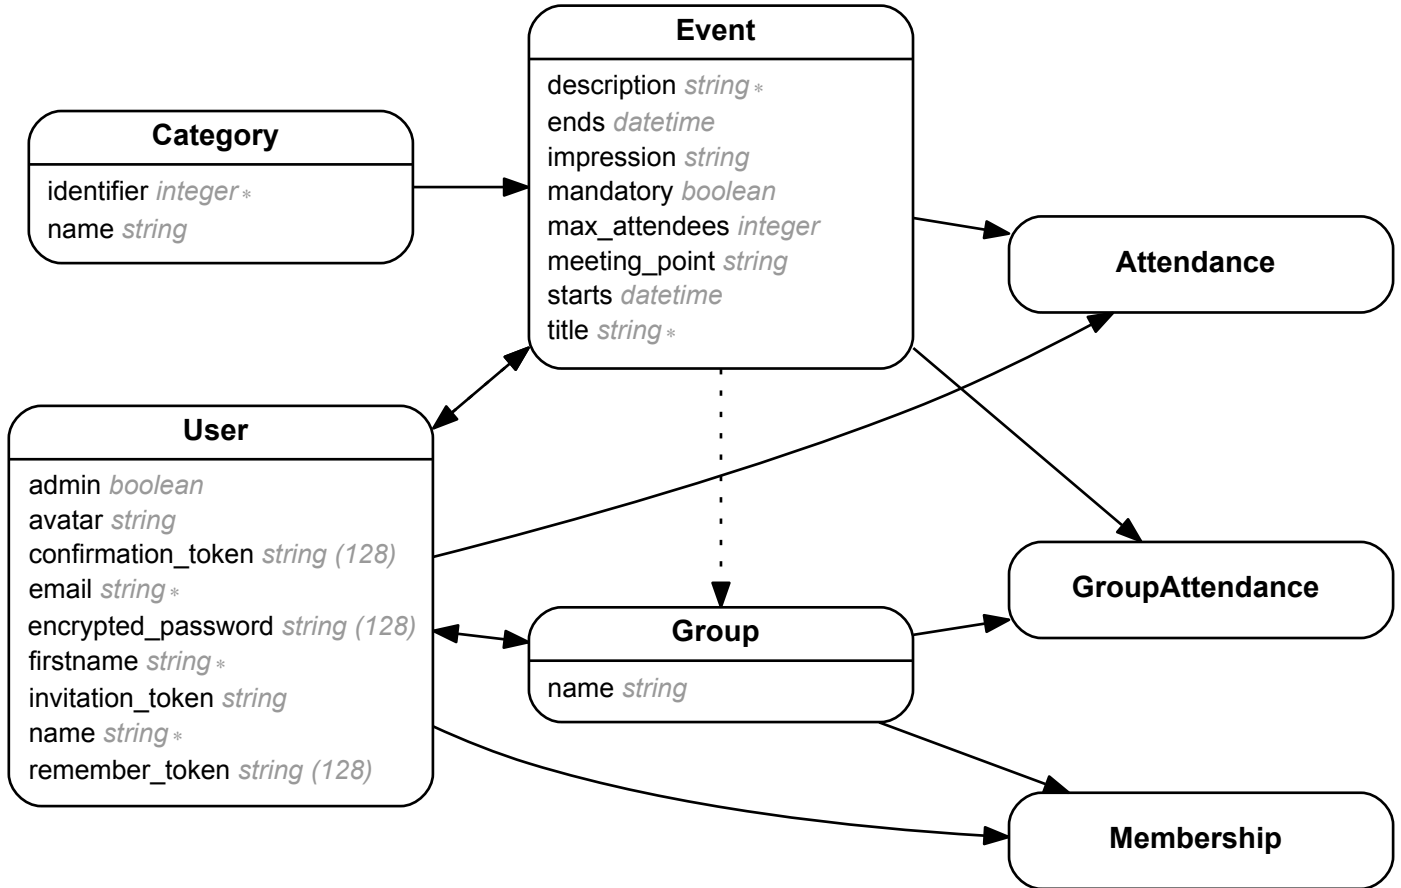 Event
description string *
ends datetime
impression string
mandatory boolean
max_attendees integer
meeting_point string
starts datetime
title string *
Category
identifier integer *
name string
Attendance
User
admin boolean
avatar string
confirmation_token string (128)
email string *
encrypted_password string (128)
firstname string *
invitation_token string
name string *
remember_token string (128)
GroupAttendance
Group
name string
Membership